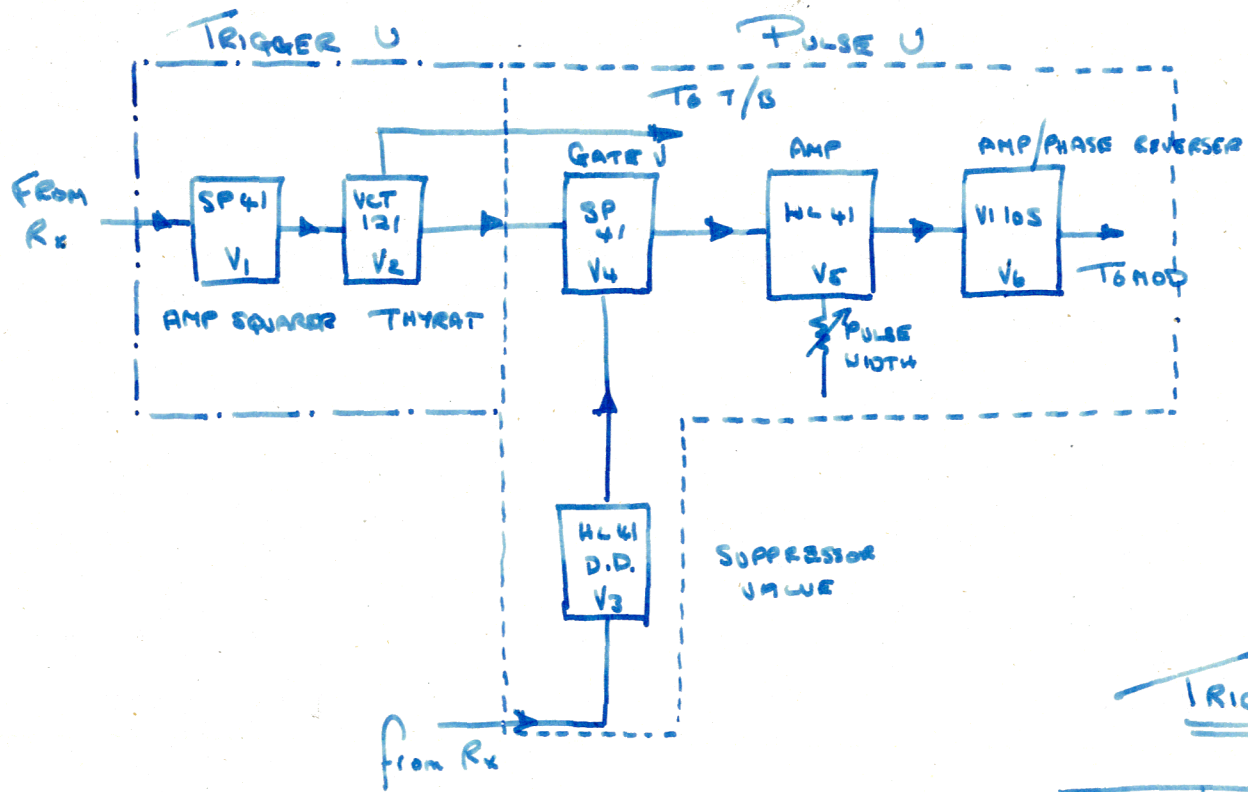 TRIGGER U
PULSE U
TO T/B
GATE U
AMP
AMP/PHASE REVERSER
FROM
Rx
SP41
V1
VCT
121
V2
SP
41
V4
HL41
V5
V1105
V6
TO MOD
AMP SQUARER
THYRAT
PULSE
WIDTH
HL41
D.D.
V3
SUPPRESSOR
VALVE
from Rx
TRIG